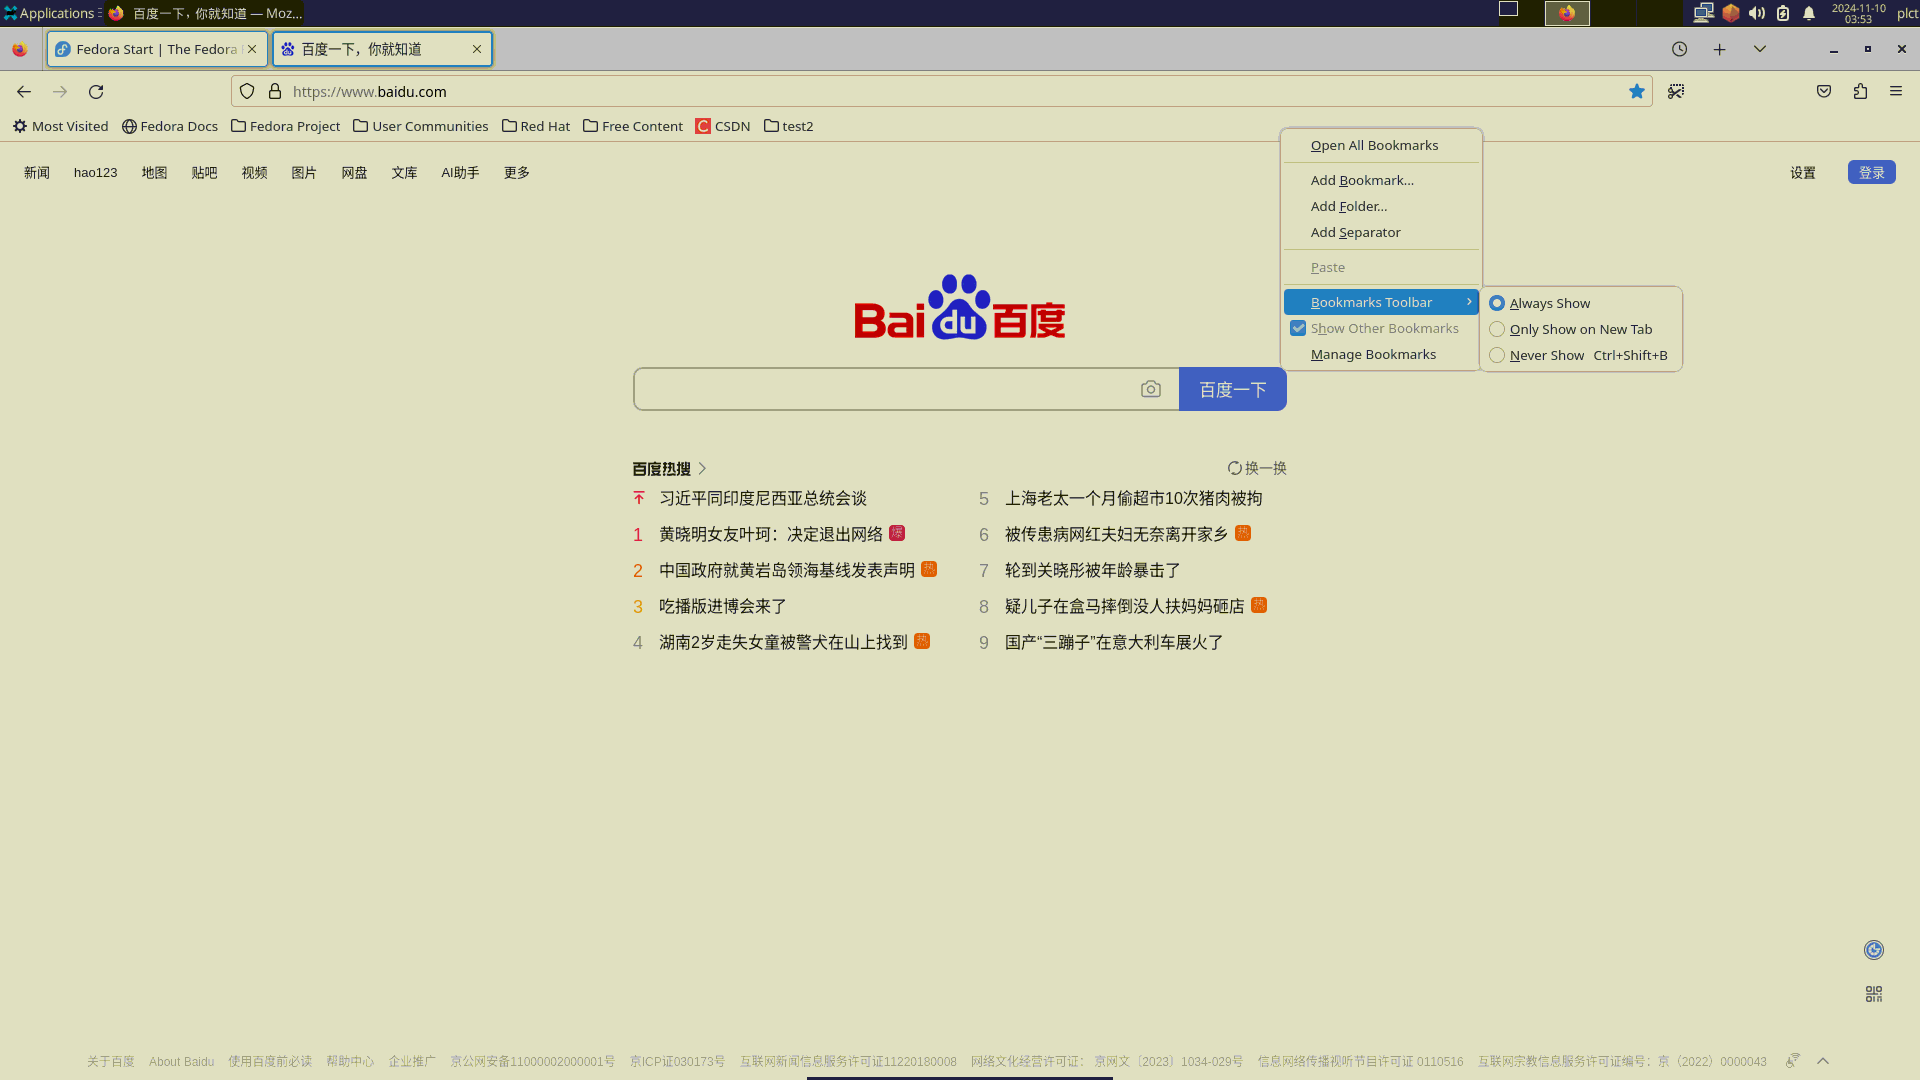 Applications 百度一下，你就知道 — Moz... 2024-11-10 plct
03:53
Fedora Start | The Fedora 百度一下，你就知道
https://www.baidu.com
Most Visited Fedora Docs Fedora Project User Communities Red Hat Free Content CSDN test2
新闻 hao123 地图 贴吧 视频 图片 网盘 文库 AI助手 更多 设置 登录
Open All Bookmarks
Add Bookmark...
Add Folder...
Add Separator
Paste
Bookmarks Toolbar
Show Other Bookmarks
Manage Bookmarks
Always Show
Only Show on New Tab
Never Show Ctrl+Shift+B
Bai du 百度
百度一下
百度热搜 换一换
习近平同印度尼西亚总统会谈
1 黄晓明女友叶珂：决定退出网络 爆
2 中国政府就黄岩岛领海基线发表声明 热
3 吃播版进博会来了
4 湖南2岁走失女童被警犬在山上找到 热
5 上海老太一个月偷超市10次猪肉被拘
6 被传患病网红夫妇无奈离开家乡 热
7 轮到关晓彤被年龄暴击了
8 疑儿子在盒马摔倒没人扶妈妈砸店 热
9 国产“三蹦子”在意大利车展火了
关于百度 About Baidu 使用百度前必读 帮助中心 企业推广 京公网安备11000002000001号 京ICP证030173号 互联网新闻信息服务许可证11220180008 网络文化经营许可证： 京网文〔2023〕1034-029号 信息网络传播视听节目许可证 0110516 互联网宗教信息服务许可证编号：京（2022）0000043